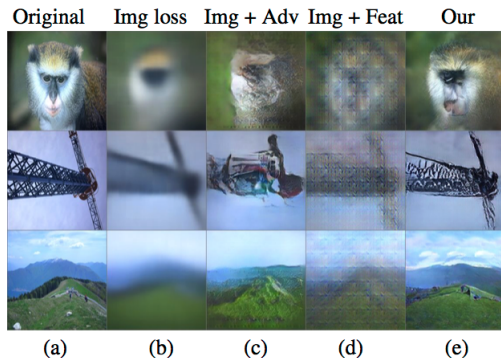 Original Img loss Img + Adv Img + Feat Our
(a) (b) (c) (d) (e)